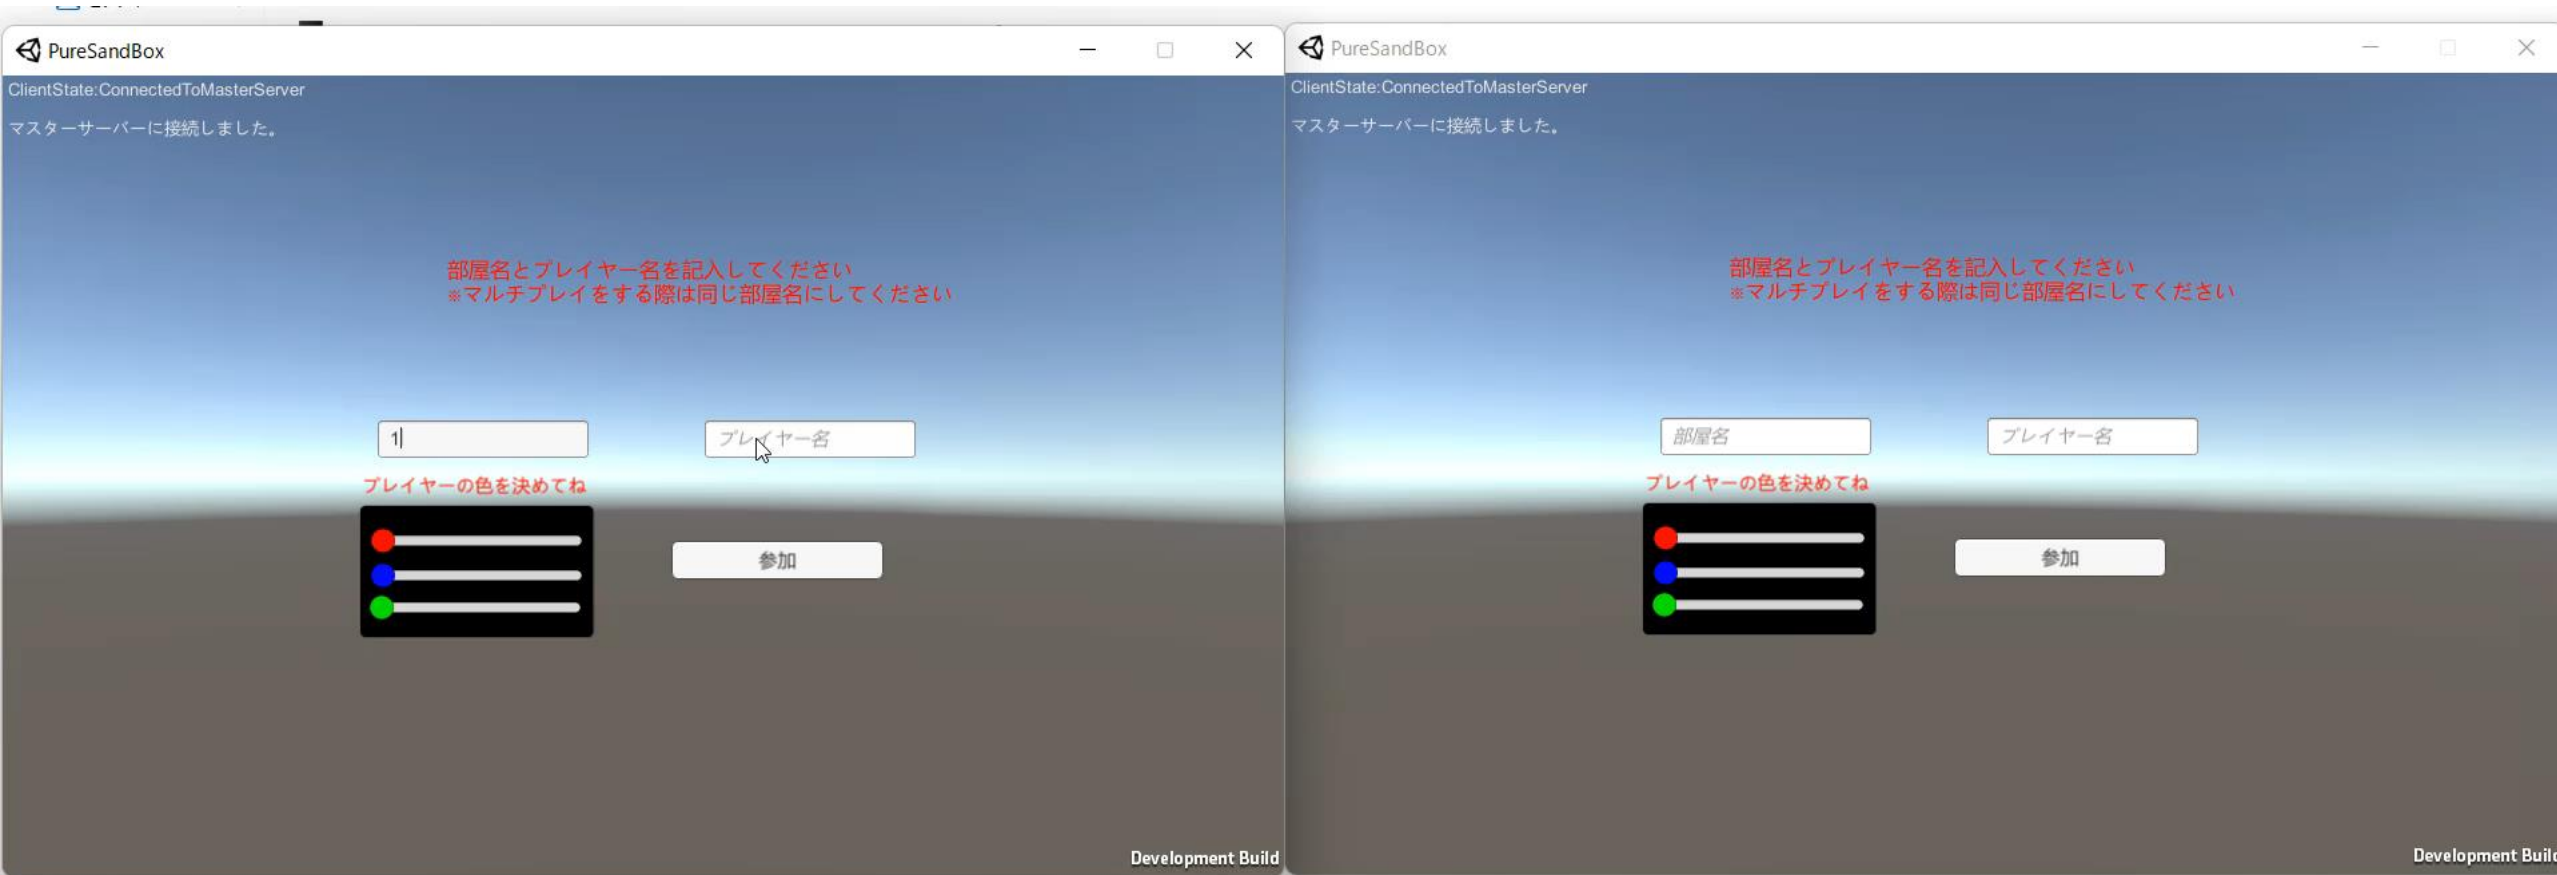 PureSandBox
ClientState:ConnectedToMasterServer
マスターサーバーに接続しました。
部屋名とプレイヤー名を記入してください
※マルチプレイをする際は同じ部屋名にしてください
1
プレイヤー名
プレイヤーの色を決めてね
参加
Development Build
PureSandBox
ClientState:ConnectedToMasterServer
マスターサーバーに接続しました。
部屋名とプレイヤー名を記入してください
※マルチプレイをする際は同じ部屋名にしてください
部屋名
プレイヤー名
プレイヤーの色を決めてね
参加
Development Build